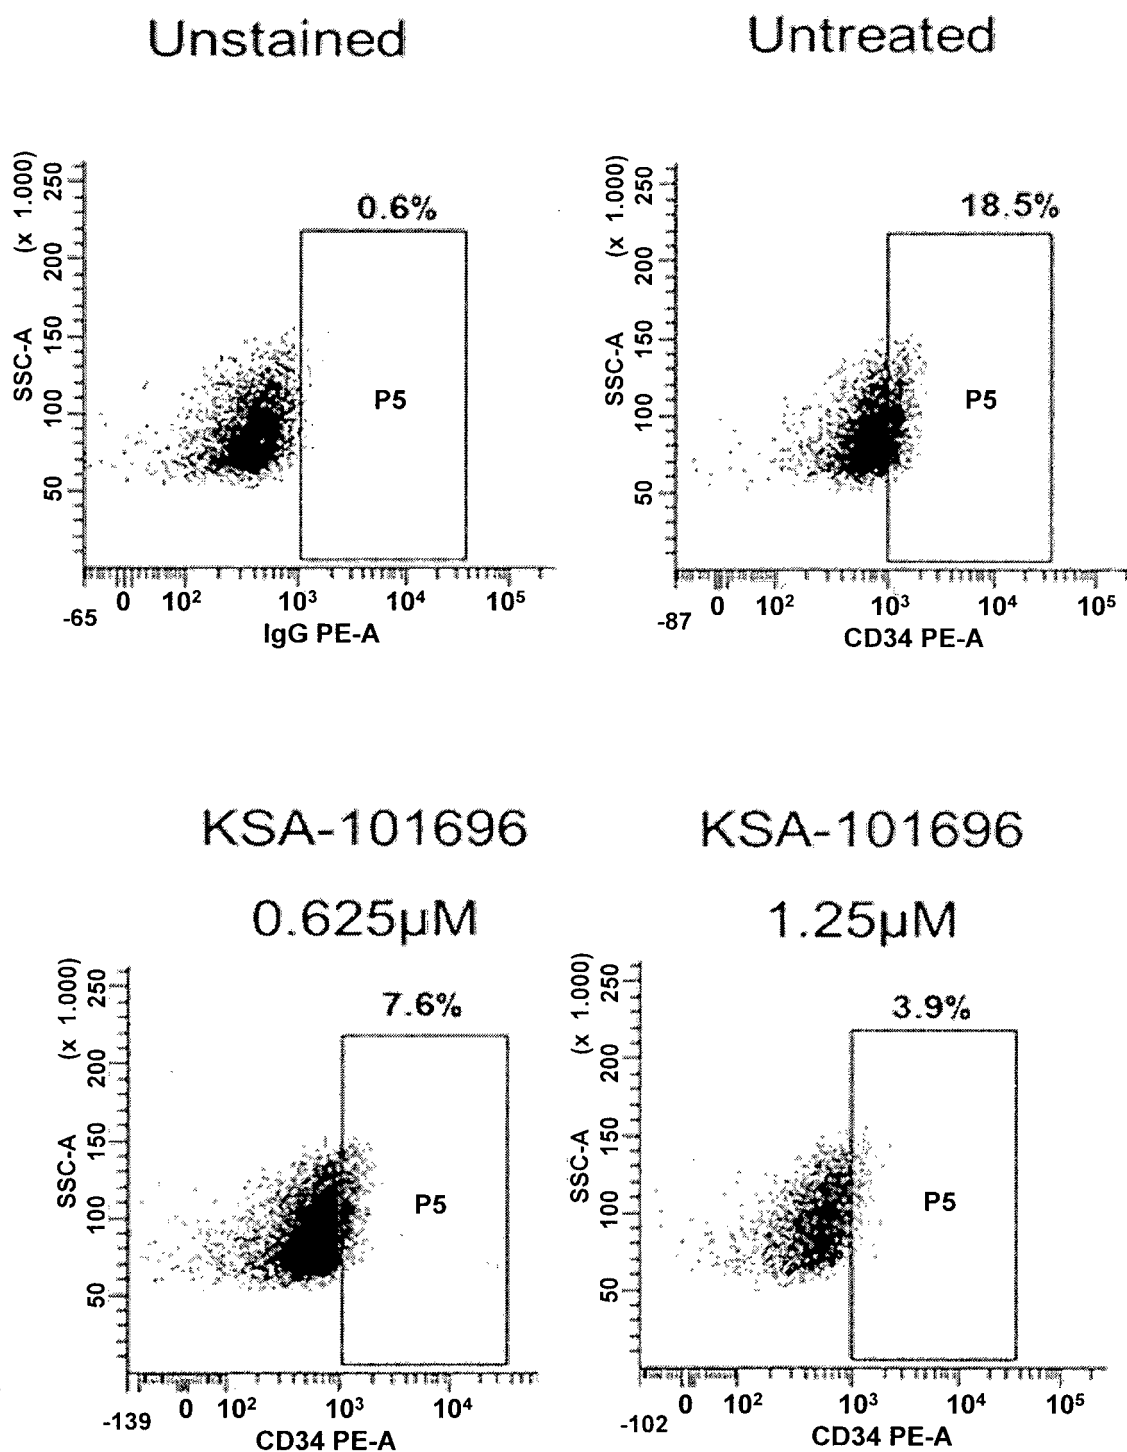 Unstained
Untreated
0.6%
18.5%
SSC-A (x 1.000)
250
200
150
100
50
P5
-65 0 10² 10³ 10⁴ 10⁵
IgG PE-A
SSC-A (x 1.000)
250
200
150
100
50
P5
-87 0 10² 10³ 10⁴ 10⁵
CD34 PE-A
KSA-101696
0.625µM
KSA-101696
1.25µM
7.6%
3.9%
SSC-A (x 1.000)
250
200
150
100
50
P5
-139 0 10² 10³ 10⁴
CD34 PE-A
SSC-A (x 1.000)
250
200
150
100
50
P5
-102 0 10² 10³ 10⁴ 10⁵
CD34 PE-A